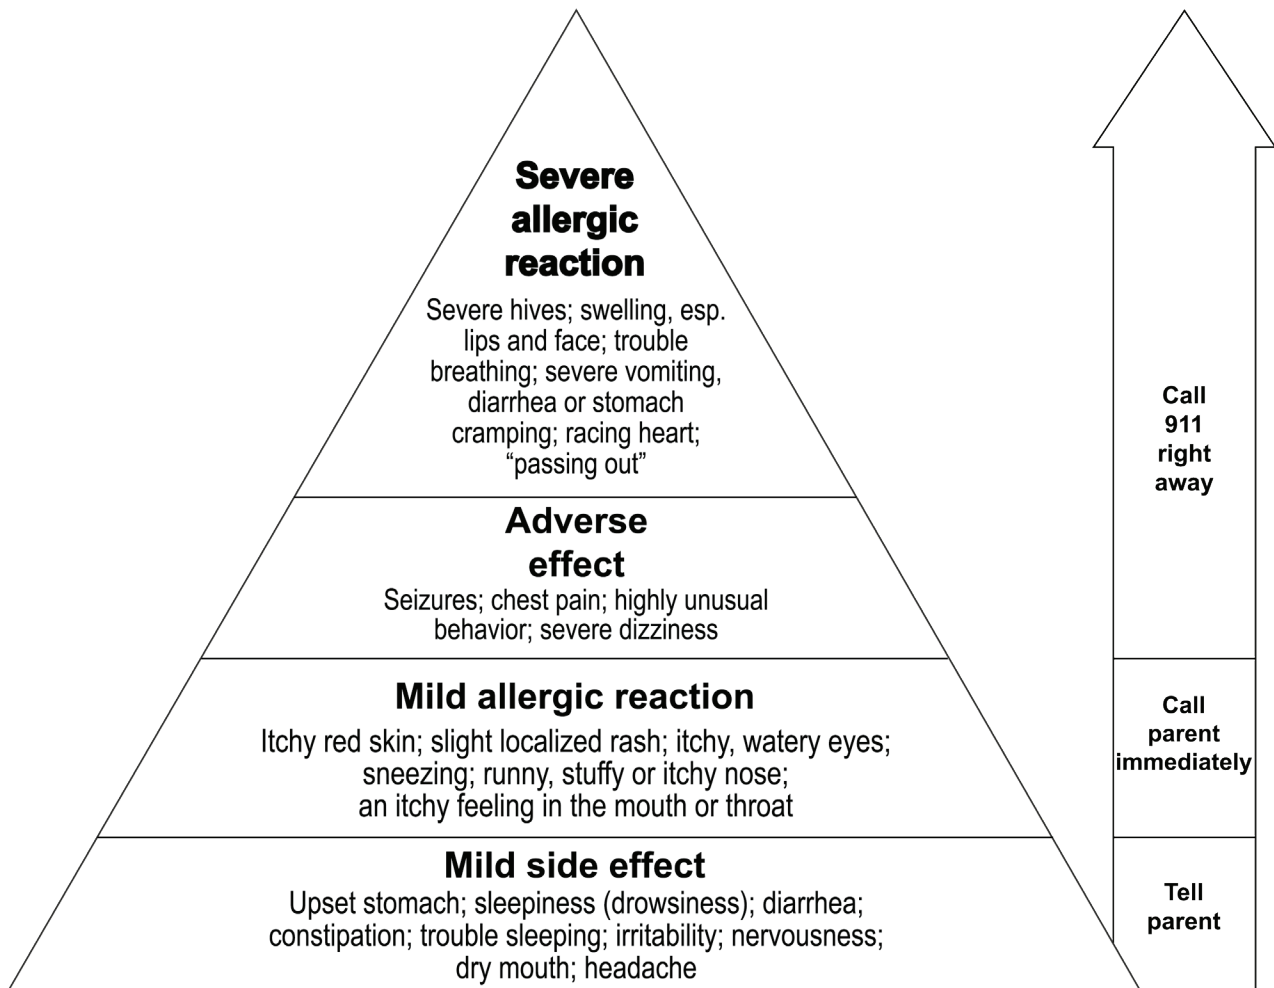 Severe
allergic
reaction
Severe hives; swelling, esp.
lips and face; trouble
breathing; severe vomiting,
diarrhea or stomach
cramping; racing heart;
“passing out”
Adverse
effect
Seizures; chest pain; highly unusual
behavior; severe dizziness
Mild allergic reaction
Itchy red skin; slight localized rash; itchy, watery eyes;
sneezing; runny, stuffy or itchy nose;
an itchy feeling in the mouth or throat
Mild side effect
Upset stomach; sleepiness (drowsiness); diarrhea;
constipation; trouble sleeping; irritability; nervousness;
dry mouth; headache
Call
911
right
away
Call
parent
immediately
Tell
parent